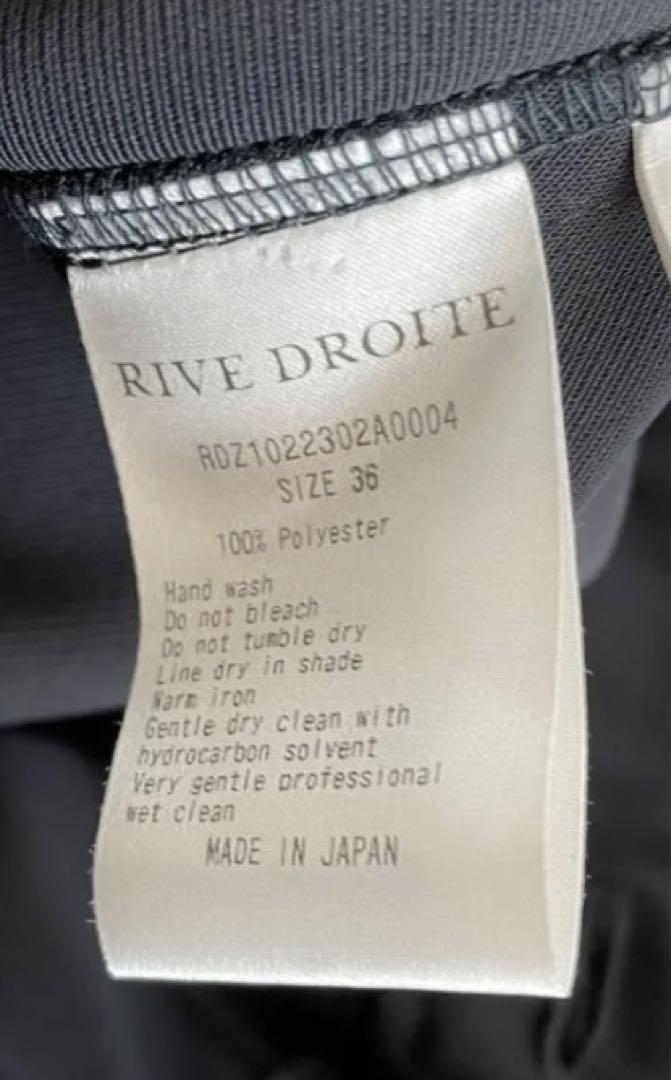 RIVE DROITE
RDZ1022302A0004
SIZE 36
100% Polyester
Hand wash
Do not bleach
Do not tumble dry
Line dry in shade
Warm iron
Gentle dry clean with
hydrocarbon solvent
Very gentle professional
wet clean
MADE IN JAPAN